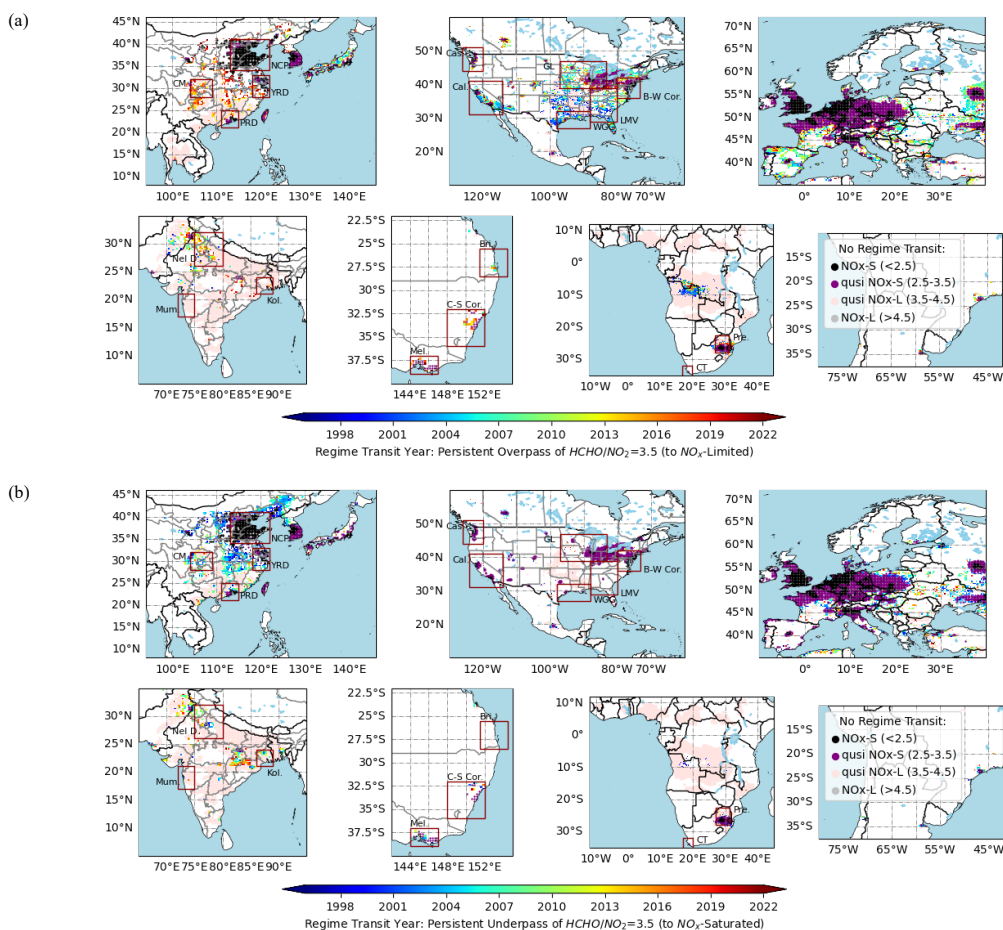 (a)
45°N
40°N
35°N
30°N
25°N
20°N
15°N
10°N
NCP
CM
YRD
PRD
100°E 110°E 120°E 130°E 140°E
50°N
40°N
30°N
20°N
Cas.
GL
Cal.
B-W Cor.
LMV
WGC
120°W 100°W 80°W 70°W
70°N
65°N
60°N
55°N
50°N
45°N
40°N
0° 10°E 20°E 30°E
30°N
25°N
20°N
15°N
10°N
Nel D.
Mum.
Kol.
70°E 75°E 80°E 85°E 90°E
22.5°S
25°S
27.5°S
30°S
32.5°S
35°S
37.5°S
Bri.
C-S Cor.
Mel.
144°E 148°E 152°E
10°N
0°
10°S
20°S
30°S
Pre.
CT
10°W 0° 10°E 20°E 30°E 40°E
10°S
15°S
35°S
No Regime Transit:
NOx-S (<2.5)
qusi NOx-S (2.5-3.5)
qusi NOx-L (3.5-4.5)
NOx-L (>4.5)
75°W 65°W 55°W 45°W
1998 2001 2004 2007 2010 2013 2016 2019 2022
Regime Transit Year: Persistent Overpass of HCHO/NO₂=3.5 (to NOₓ-Limited)
(b)
45°N
40°N
35°N
30°N
25°N
20°N
15°N
10°N
NCP
CM
YRD
PRD
100°E 110°E 120°E 130°E 140°E
50°N
40°N
30°N
20°N
Cas.
GL
Cal.
B-W Cor.
LMV
WGC
120°W 100°W 80°W 70°W
70°N
65°N
60°N
55°N
50°N
45°N
40°N
0° 10°E 20°E 30°E
30°N
25°N
20°N
15°N
10°N
Nel D.
Mum.
Kol.
70°E 75°E 80°E 85°E 90°E
22.5°S
25°S
27.5°S
30°S
32.5°S
35°S
37.5°S
Bri.
C-S Cor.
Mel.
144°E 148°E 152°E
10°N
0°
10°S
20°S
30°S
Pre.
CT
10°W 0° 10°E 20°E 30°E 40°E
10°S
15°S
35°S
No Regime Transit:
NOx-S (<2.5)
qusi NOx-S (2.5-3.5)
qusi NOx-L (3.5-4.5)
NOx-L (>4.5)
75°W 65°W 55°W 45°W
1998 2001 2004 2007 2010 2013 2016 2019 2022
Regime Transit Year: Persistent Underpass of HCHO/NO₂=3.5 (to NOₓ-Saturated)